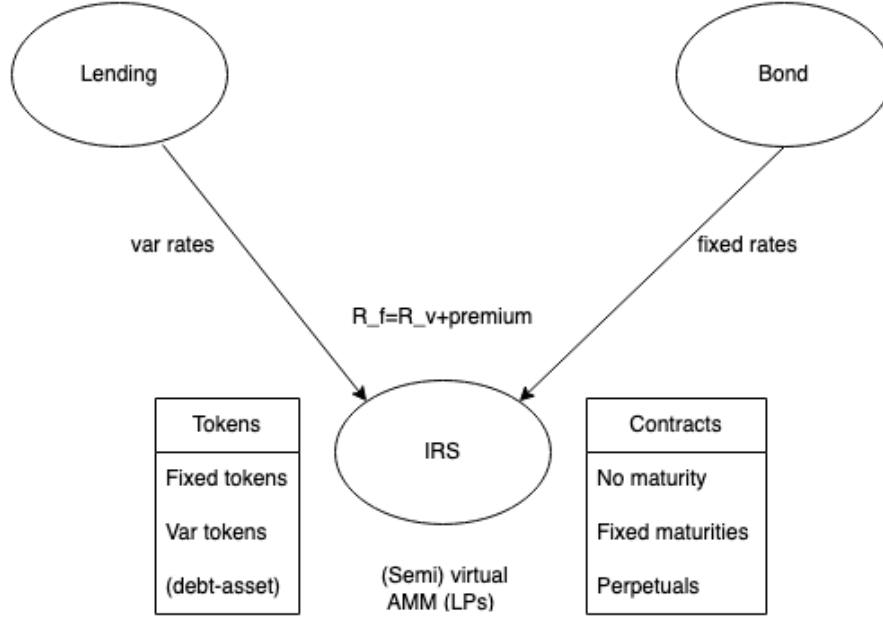 Lending
Bond
var rates
fixed rates
R_f=R_v+premium
Tokens
Fixed tokens
Var tokens
(debt-asset)
IRS
(Semi) virtual
AMM (LPs)
Contracts
No maturity
Fixed maturities
Perpetuals